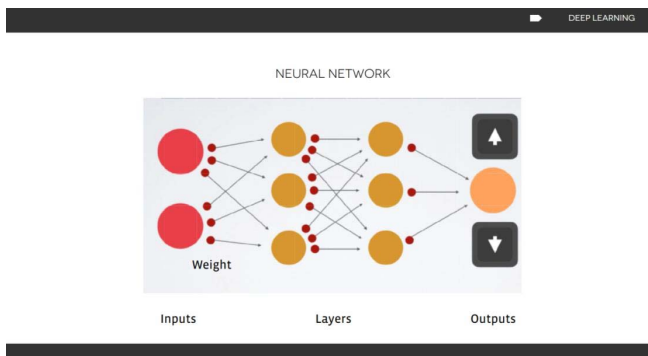 DEEP LEARNING
NEURAL NETWORK
Weight
Inputs
Layers
Outputs